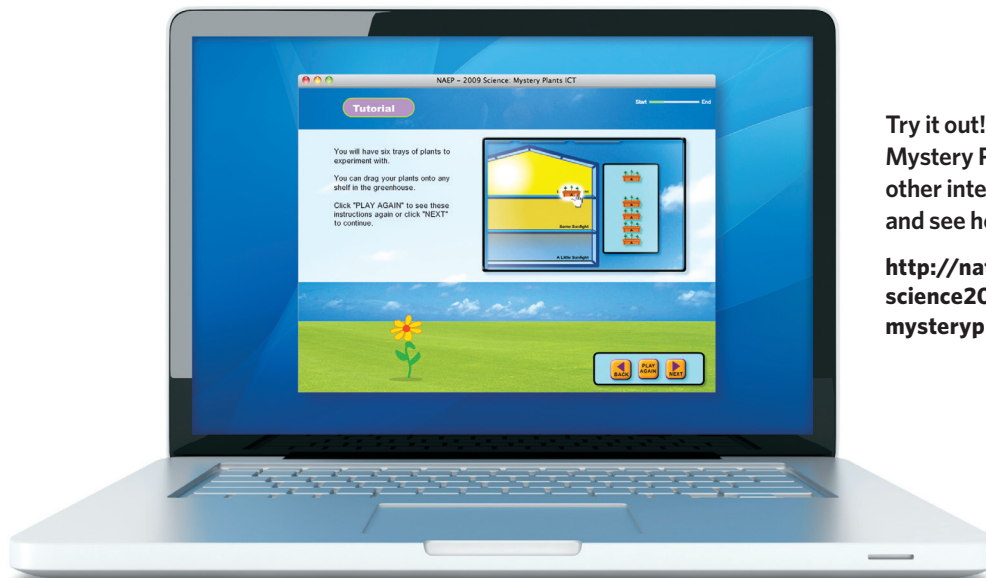 NAEP – 2009 Science: Mystery Plants ICT
Tutorial
Start
End
You will have six trays of plants to
experiment with.
You can drag your plants onto any
shelf in the greenhouse.
Click "PLAY AGAIN" to see these
instructions again or click "NEXT"
to continue.
Some Sunlight
A Little Sunlight
BACK
PLAY
AGAIN
NEXT
Try it out!
Mystery P
other inte
and see h
http://na
science20
mysteryp